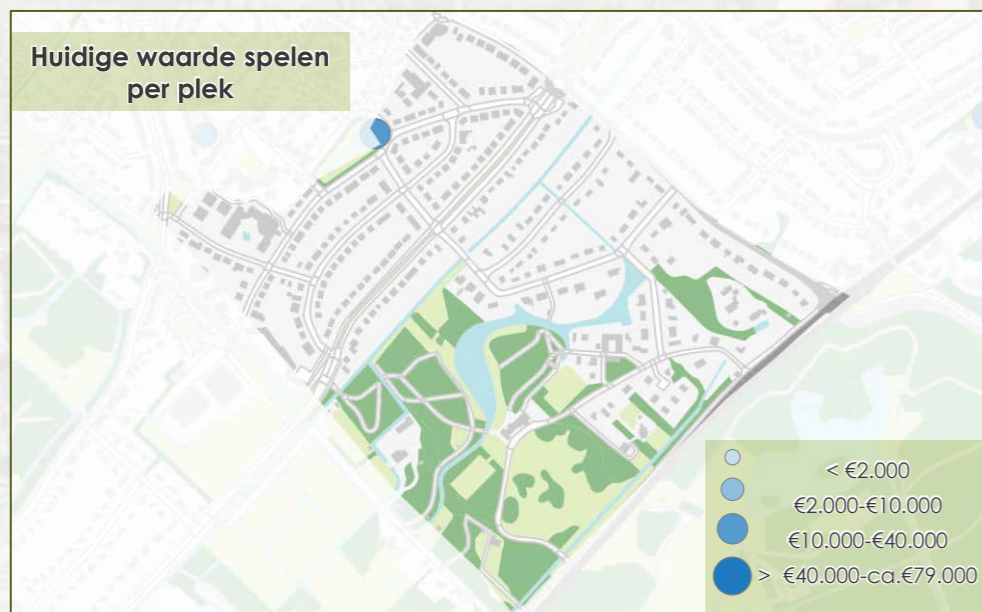 Huidige waarde spelen
per plek
< €2.000
€2.000-€10.000
€10.000-€40.000
> €40.000-ca.€79.000